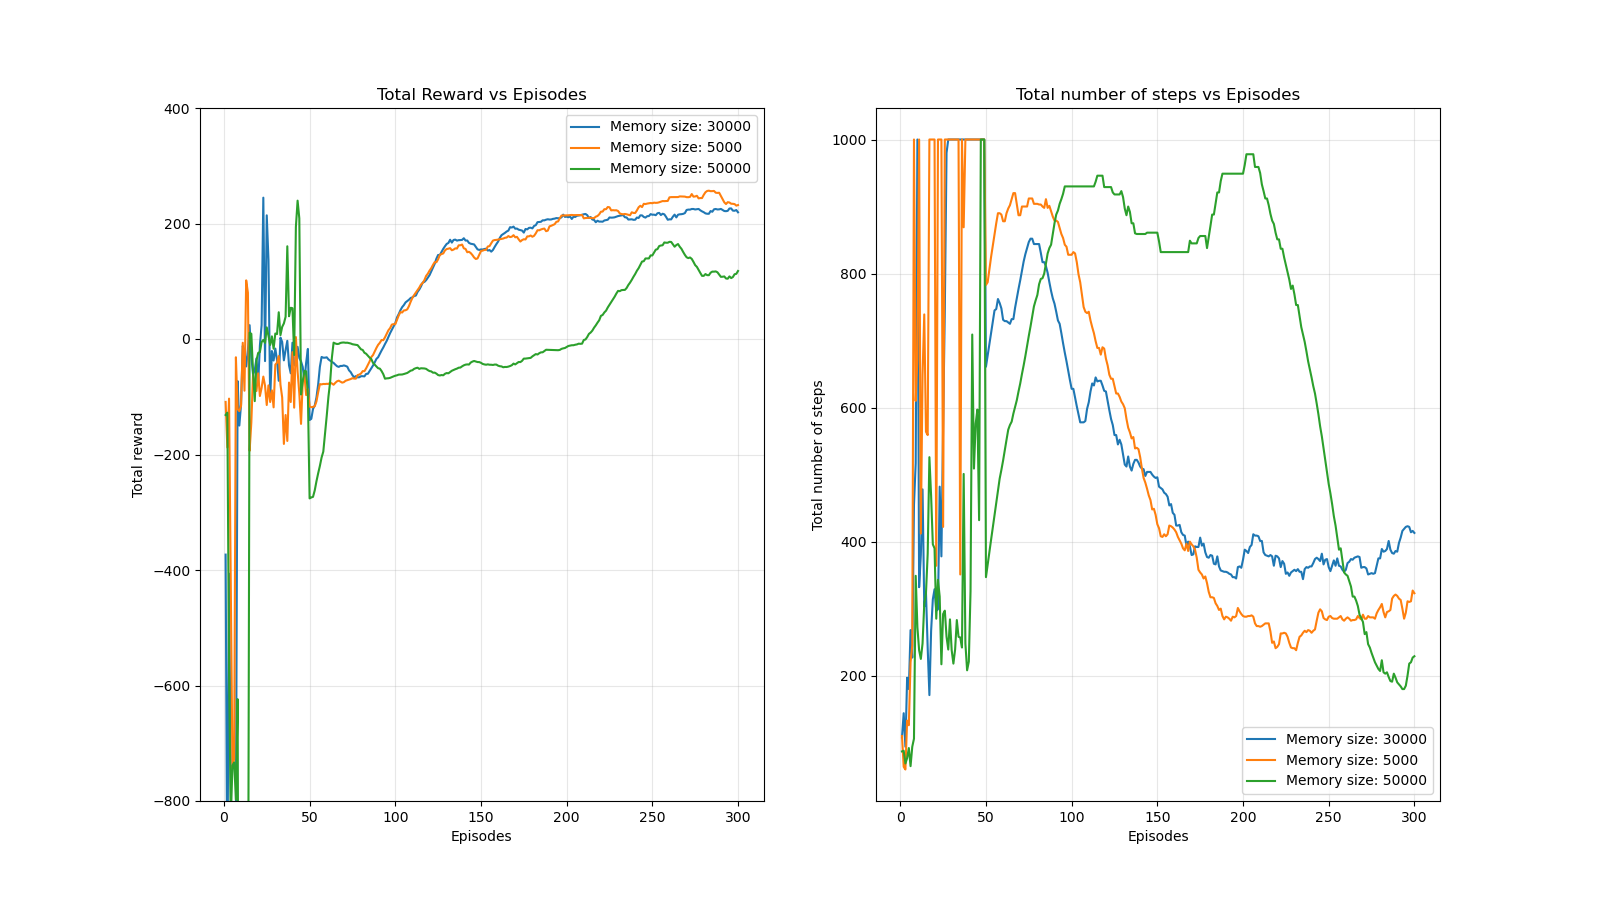 Total Reward vs Episodes
400
200
0
−200
−400
−600
−800
Total reward
Memory size: 30000
Memory size: 5000
Memory size: 50000
0 50 100 150 200 250 300
Episodes
Total number of steps vs Episodes
1000
800
600
400
200
Total number of steps
Memory size: 30000
Memory size: 5000
Memory size: 50000
0 50 100 150 200 250 300
Episodes